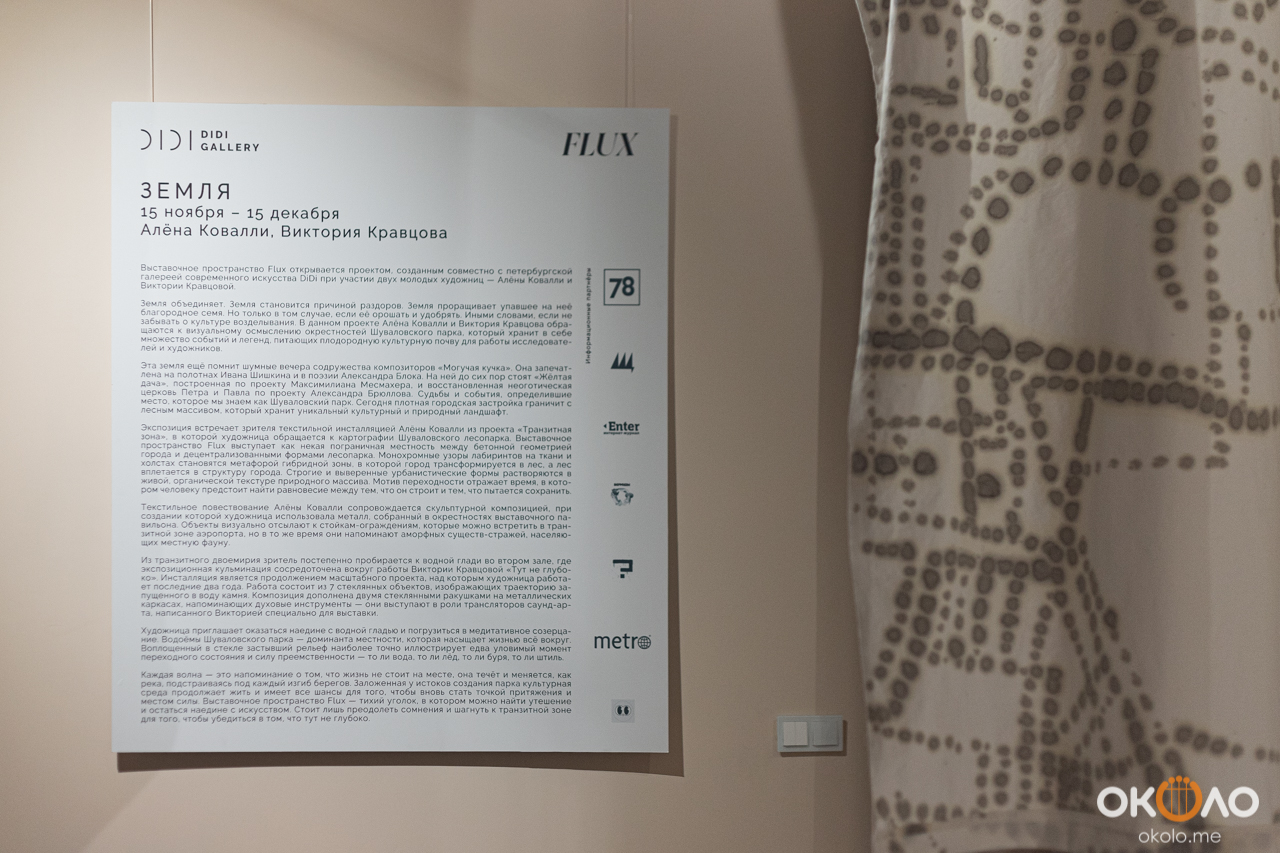 DIDI
DIDI
GALLERY
FLUX
ЗЕМЛЯ
15 ноября – 15 декабря
Алёна Ковалли, Виктория Кравцова
Выставочное пространство Flux открывается проектом, созданным совместно с петербургской
галереей современного искусства DiDi при участии двух молодых художниц — Алёны Ковалли и
Виктории Кравцовой.
Земля объединяет. Земля становится причиной раздоров. Земля проращивает упавшее на неё
благородное семя. Но только в том случае, если её орошать и удобрять. Иными словами, если не
забывать о культуре возделывания. В данном проекте Алёна Ковалли и Виктория Кравцова обра-
щаются к визуальному осмыслению окрестностей Шуваловского парка, который хранит в себе
множество событий и легенд, питающих плодородную культурную почву для работы исследовате-
лей и художников.
Эта земля ещё помнит шумные вечера содружества композиторов «Могучая кучка». Она запечат-
лена на полотнах Ивана Шишкина и в поэзии Александра Блока. На ней до сих пор стоят «Жёлтая
дача», построенная по проекту Максимилиана Месмахера, и восстановленная неоготическая
церковь Петра и Павла по проекту Александра Брюллова. Судьбы и события, определившие
место, которое мы знаем как Шуваловский парк. Сегодня плотная городская застройка граничит с
лесным массивом, который хранит уникальный культурный и природный ландшафт.
Экспозиция встречает зрителя текстильной инсталляцией Алёны Ковалли из проекта «Транзитная
зона», в которой художница обращается к картографии Шуваловского лесопарка. Выставочное
пространство Flux выступает как некая пограничная местность между бетонной геометрией
города и децентрализованными формами лесопарка. Монохромные узоры лабиринтов на ткани и
холстах становятся метафорой гибридной зоны, в которой город трансформируется в лес, а лес
вплетается в структуру города. Строгие и выверенные урбанистические формы растворяются в
живой, органической текстуре природного массива. Мотив переходности отражает время, в кото-
ром человеку предстоит найти равновесие между тем, что он строит и тем, что пытается сохранить.
Текстильное повествование Алёны Ковалли сопровождается скульптурной композицией, при
создании которой художница использовала металл, собранный в окрестностях выставочного па-
вильона. Объекты визуально отсылают к стойкам-ограждениям, которые можно встретить в тран-
зитной зоне аэропорта, но в то же время они напоминают аморфных существ-стражей, населяю-
щих местную фауну.
Из транзитного двоемирия зритель постепенно пробирается к водной глади во втором зале, где
экспозиционная кульминация сосредоточена вокруг работы Виктории Кравцовой «Тут не глубо-
ко». Инсталляция является продолжением масштабного проекта, над которым художница работа-
ет последние два года. Работа состоит из 7 стеклянных объектов, изображающих траекторию за-
пущенного в воду камня. Композиция дополнена двумя стеклянными ракушками на металлических
каркасах, напоминающих духовые инструменты — они выступают в роли трансляторов саунд-ар-
та, написанного Викторией специально для выставки.
Художница приглашает оказаться наедине с водной гладью и погрузиться в медитативное созерца-
ние. Водоёмы Шуваловского парка — доминанта местности, которая насыщает жизнью всё вокруг.
Воплощенный в стекле застывший рельеф наиболее точно иллюстрирует едва уловимый момент
переходного состояния и силу преемственности — то ли вода, то ли лёд, то ли буря, то ли штиль.
Каждая волна — это напоминание о том, что жизнь не стоит на месте, она течёт и меняется, как
река, подстраиваясь под каждый изгиб берегов. Заложенная у истоков создания парка культурная
среда продолжает жить и имеет все шансы для того, чтобы вновь стать точкой притяжения и
местом силы. Выставочное пространство Flux — тихий уголок, в котором можно найти утешение
и остаться наедине с искусством. Стоит лишь преодолеть сомнения и шагнуть к транзитной зоне
для того, чтобы убедиться в том, что тут не глубоко.
Информационные партнёры
78
Enter
интернет-журнал
?
metro
ОКОЛО
okolo.me